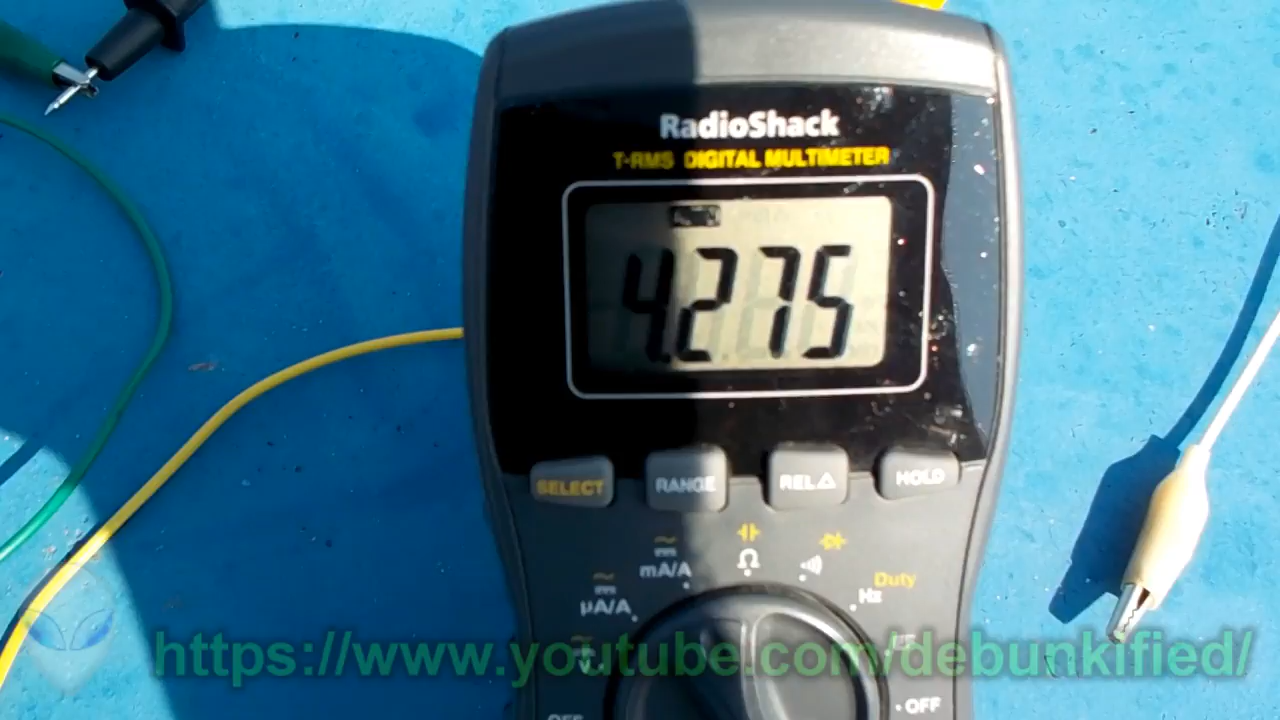 RadioShack
T-RMS DIGITAL MULTIMETER
4.275
SELECT RANGE REL△ HOLD
mA/A Ω
µA/A Hz Duty
V
https://www.youtube.com/debunkified/
OFF OFF